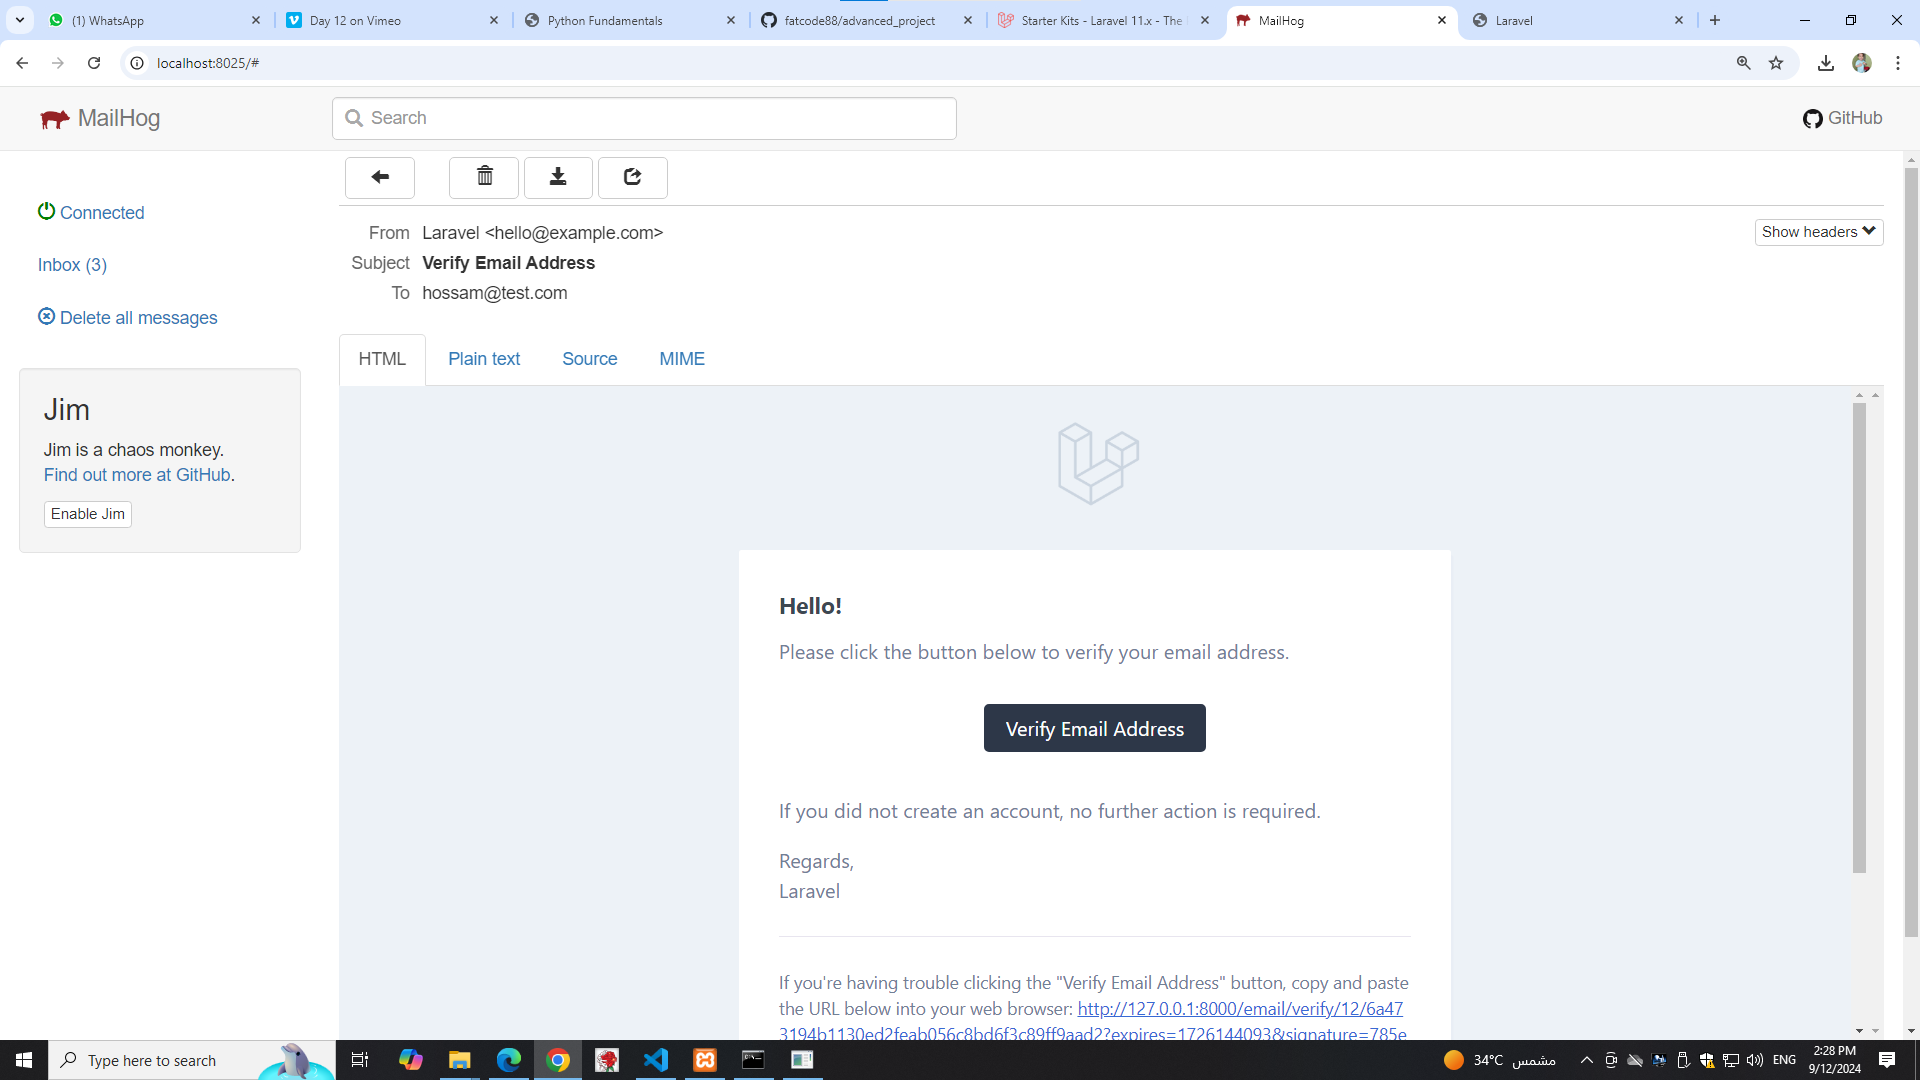 (1) WhatsApp
Day 12 on Vimeo
Python Fundamentals
fatcode88/advanced_project
Starter Kits - Laravel 11.x - The
MailHog
Laravel
localhost:8025/#
MailHog
Search
GitHub
Connected
Inbox (3)
Delete all messages
Jim
Jim is a chaos monkey.
Find out more at GitHub.
Enable Jim
From Laravel <hello@example.com>
Show headers
Subject Verify Email Address
To hossam@test.com
HTML Plain text Source MIME
Hello!
Please click the button below to verify your email address.
Verify Email Address
If you did not create an account, no further action is required.
Regards,
Laravel
If you're having trouble clicking the "Verify Email Address" button, copy and paste
the URL below into your web browser: http://127.0.0.1:8000/email/verify/12/6a47
3194b1130ed2feab056c8bd6f3c89ff9aad2?expires=1726144093&signature=785e
Type here to search
34°C مشمس
ENG
2:28 PM
9/12/2024